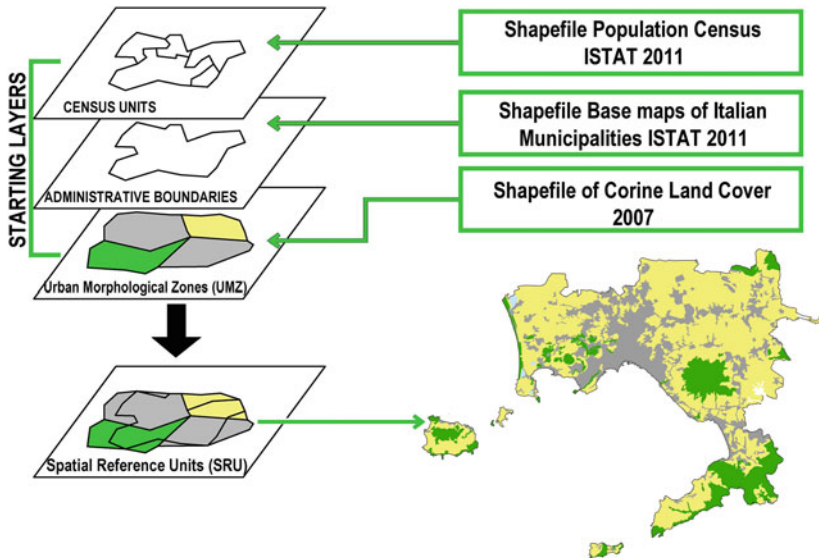 STARTING LAYERS
CENSUS UNITS
ADMINISTRATIVE BOUNDARIES
Urban Morphological Zones (UMZ)
Spatial Reference Units (SRU)
Shapefile Population Census
ISTAT 2011
Shapefile Base maps of Italian
Municipalities ISTAT 2011
Shapefile of Corine Land Cover
2007